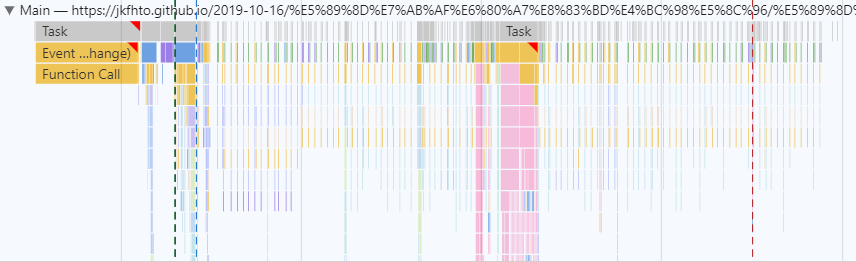 Main — https://jkfhto.github.io/2019-10-16/%E5%89%8D%E7%AB%AF%E6%80%A7%E8%83%BD%E4%BC%98%E5%8C%96/%E5%89%8D%
Task Task
Event ...hange)
Function Call